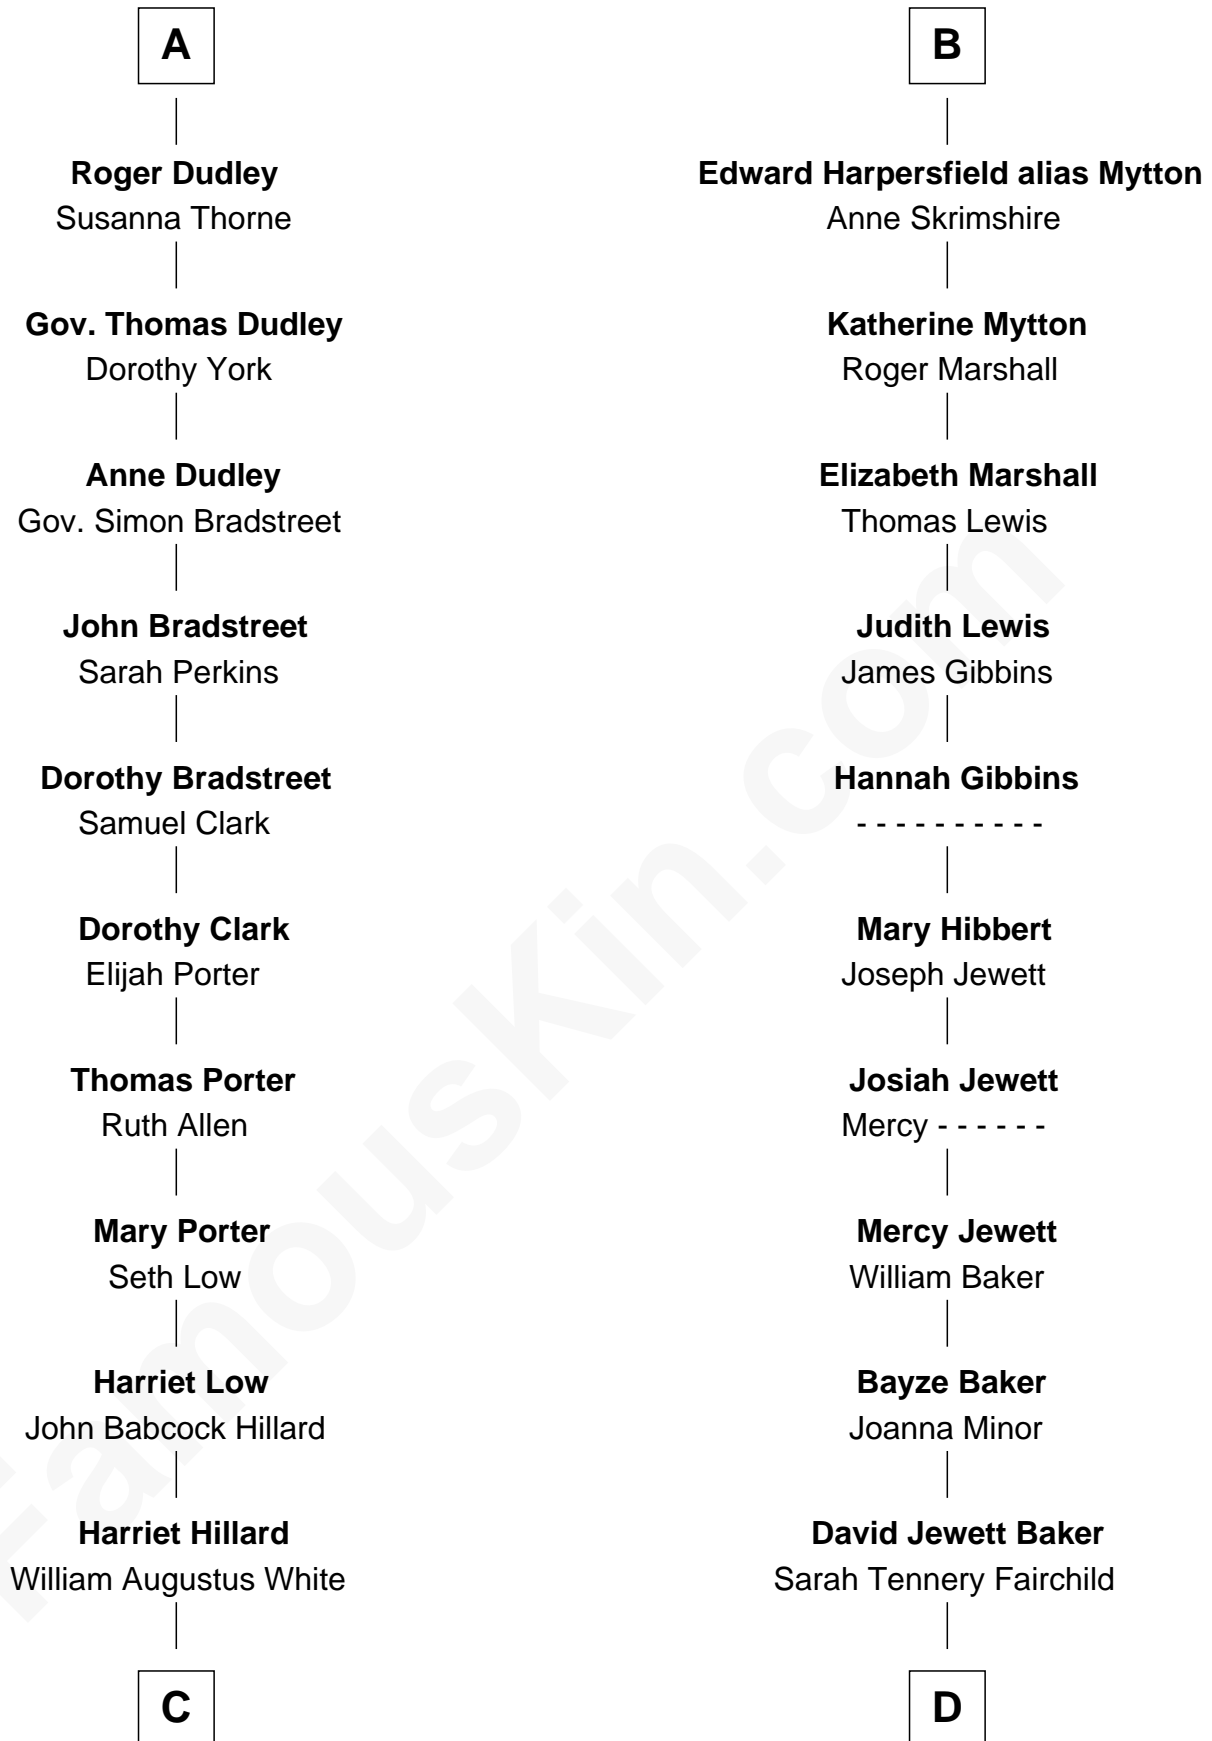 A
Roger Dudley
Susanna Thorne
Gov. Thomas Dudley
Dorothy York
Anne Dudley
Gov. Simon Bradstreet
John Bradstreet
Sarah Perkins
Dorothy Bradstreet
Samuel Clark
Dorothy Clark
Elijah Porter
Thomas Porter
Ruth Allen
Mary Porter
Seth Low
Harriet Low
John Babcock Hillard
Harriet Hillard
William Augustus White
C
B
Edward Harpersfield alias Mytton
Anne Skrimshire
Katherine Mytton
Roger Marshall
Elizabeth Marshall
Thomas Lewis
Judith Lewis
James Gibbins
Hannah Gibbins
- - - - - - - - - -
Mary Hibbert
Joseph Jewett
Josiah Jewett
Mercy - - - - - -
Mercy Jewett
William Baker
Bayze Baker
Joanna Minor
David Jewett Baker
Sarah Tennery Fairchild
D
FamousKin.com